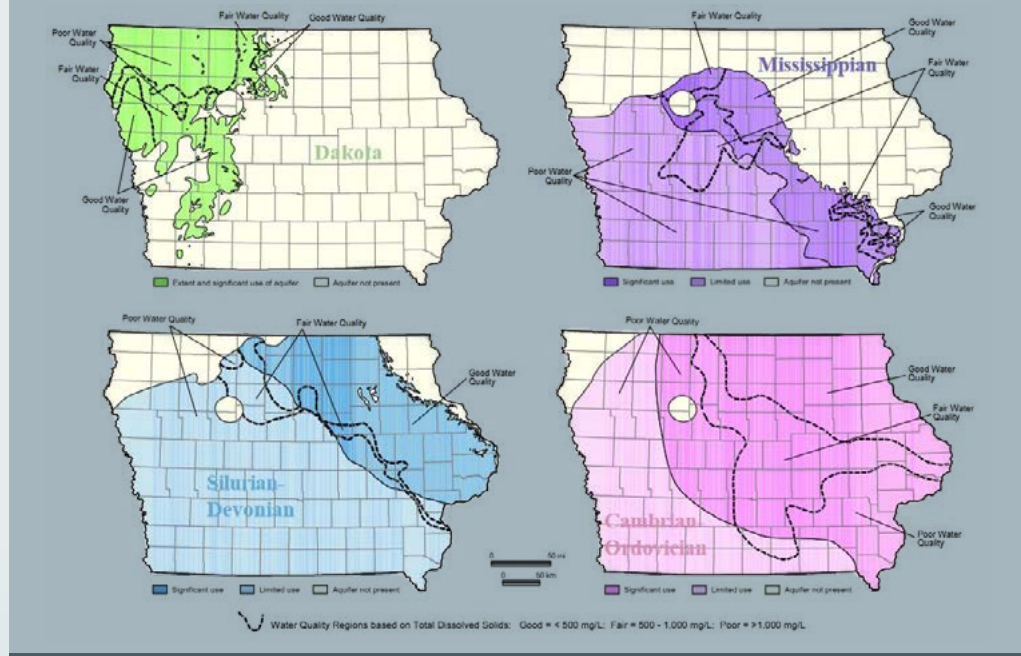 Fair Water Quality
Good Water Quality
Poor Water
Quality
Fair Water
Quality
Dakota
Good Water
Quality
Extent and significant use of aquifer
Aquifer not present
Fair Water Quality
Good Water
Quality
Mississippian
Fair Water
Quality
Poor Water
Quality
Good Water
Quality
Significant use
Limited use
Aquifer not present
Poor Water Quality
Fair Water Quality
Good Water
Quality
Silurian-
Devonian
Significant use
Limited use
Aquifer not present
0 50 mi
0 50 km
Poor Water Quality
Good Water
Quality
Fair Water
Quality
Cambrian-
Ordovician
Poor Water
Quality
Significant use
Limited use
Aquifer not present
Water Quality Regions based on Total Dissolved Solids: Good = < 500 mg/L; Fair = 500 - 1,000 mg/L; Poor = >1,000 mg/L